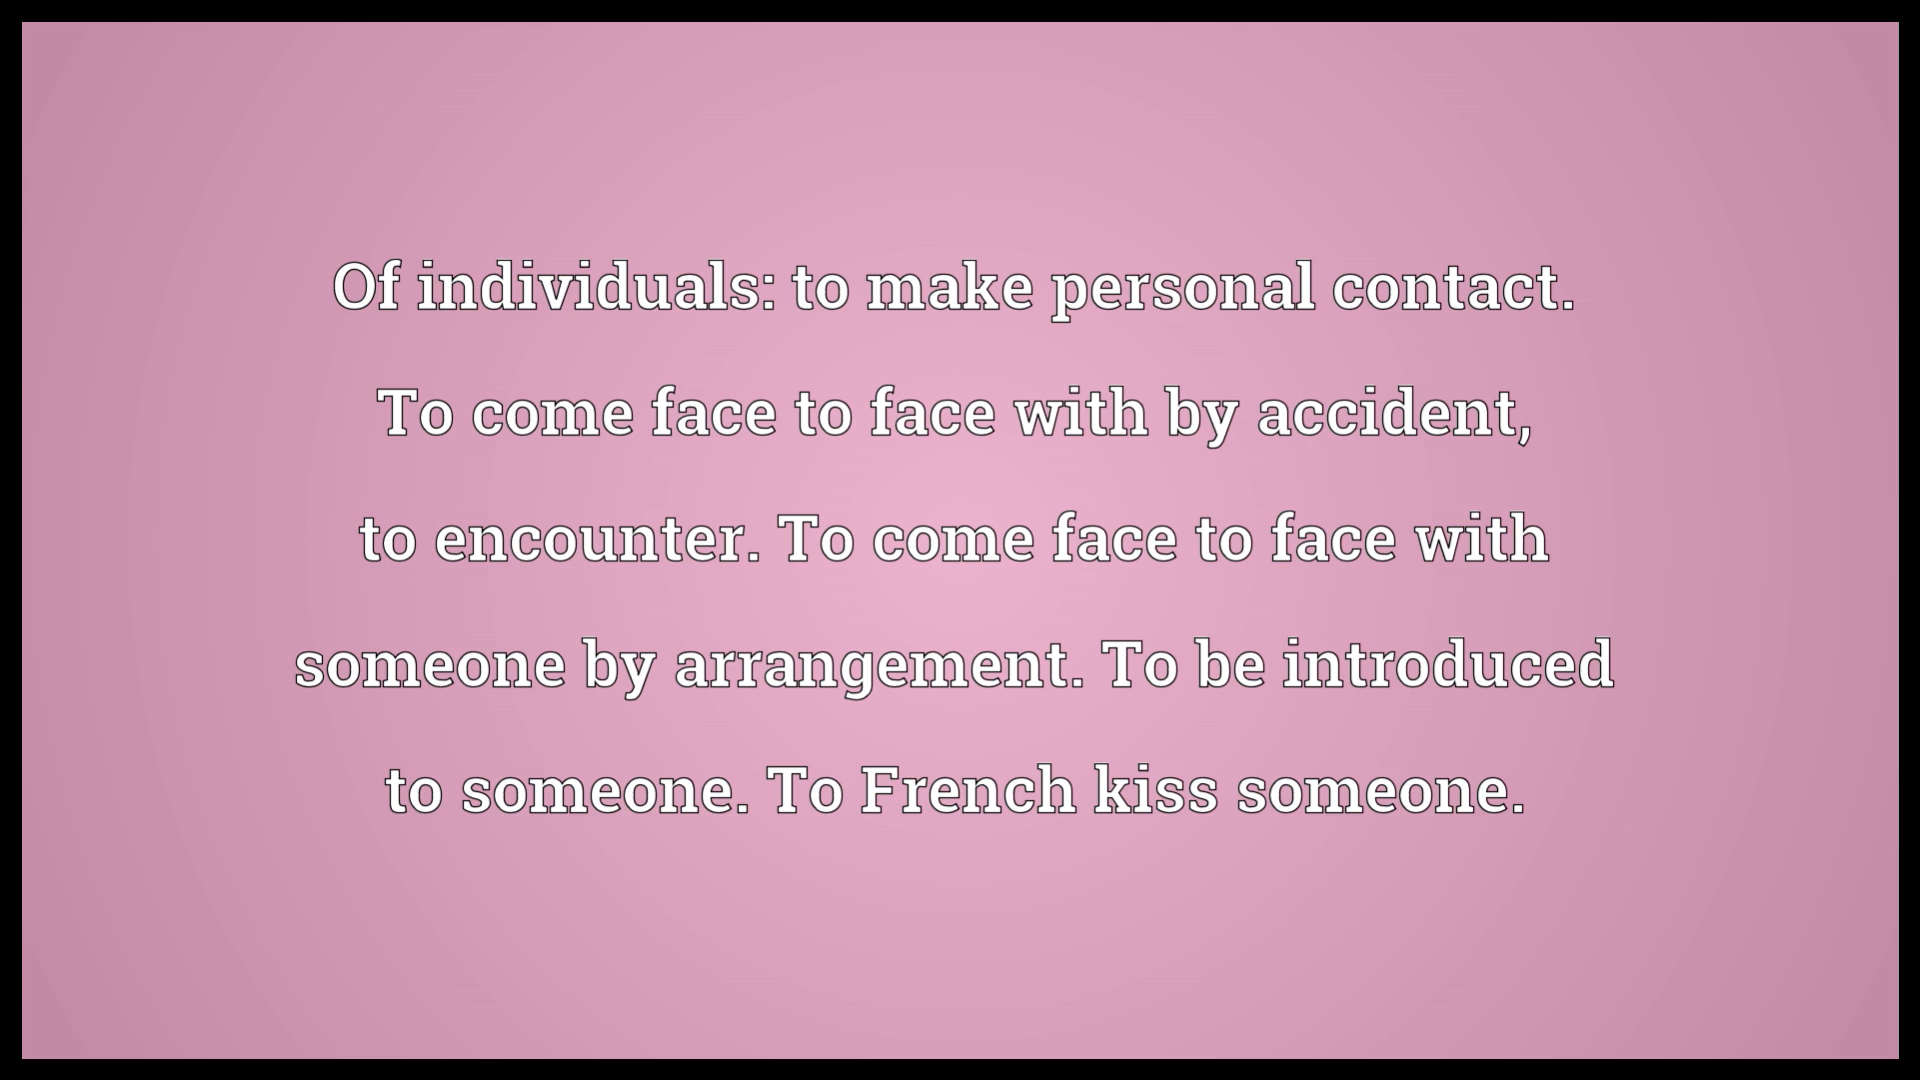 Of individuals: to make personal contact.
To come face to face with by accident,
to encounter. To come face to face with
someone by arrangement. To be introduced
to someone. To French kiss someone.